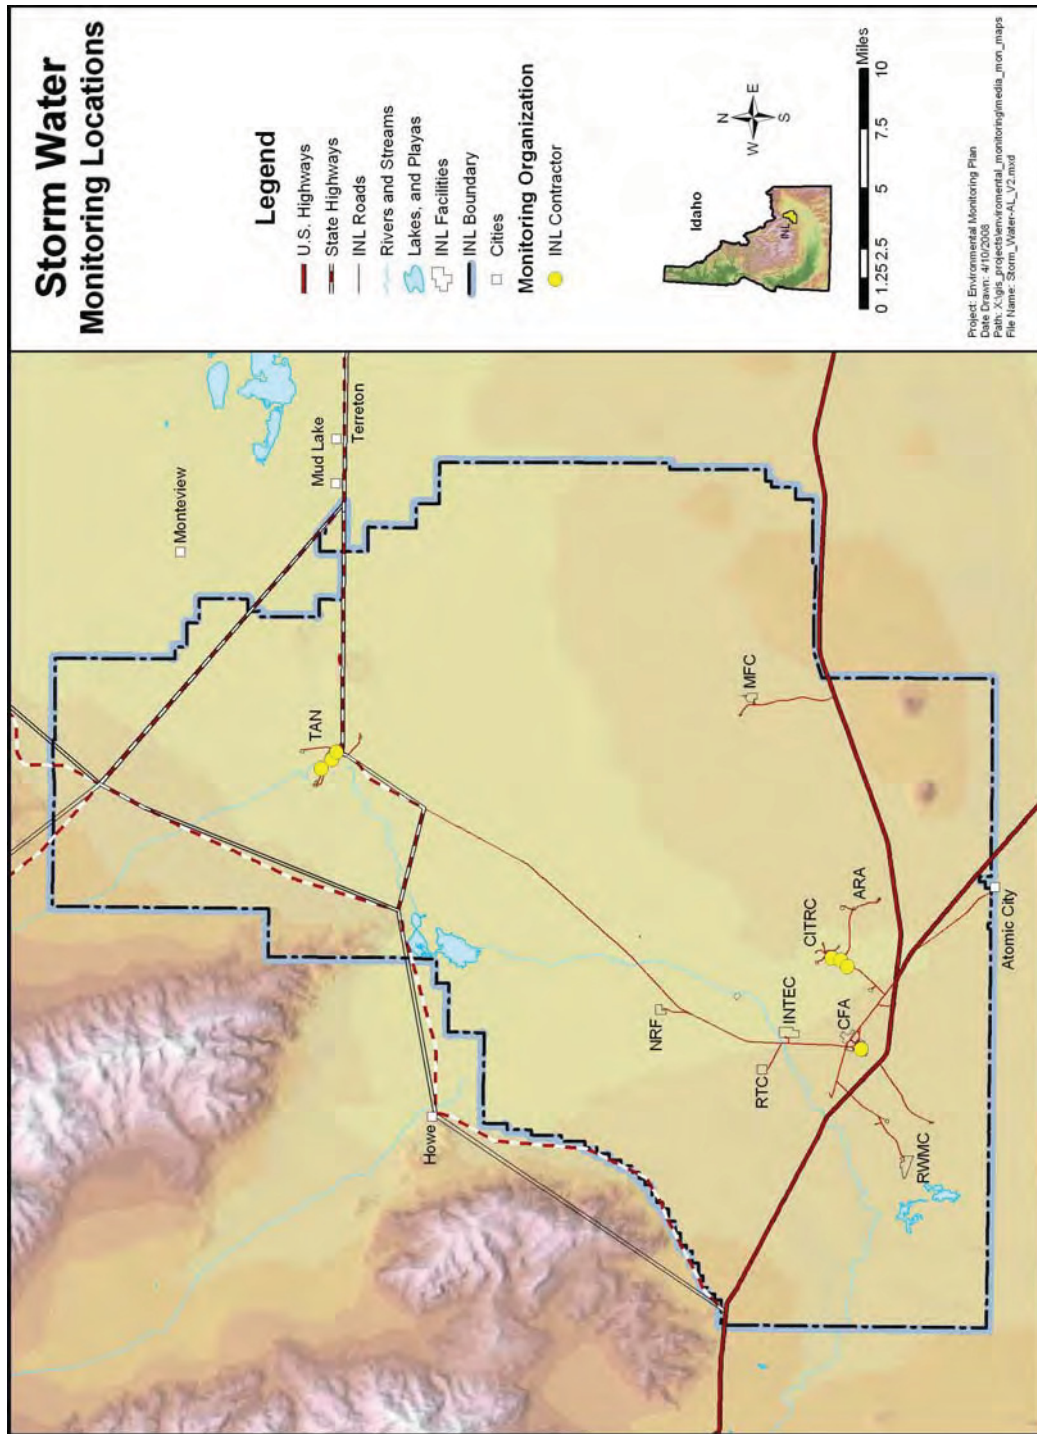 Storm Water
Monitoring Locations
Legend
U.S. Highways
State Highways
INL Roads
Rivers and Streams
Lakes, and Playas
INL Facilities
INL Boundary
Cities
Monitoring Organization
INL Contractor
Idaho
INL
N
E
S
W
Miles
0 1.25 2.5 5 7.5 10
Project: Environmental Monitoring Plan
Date Drawn: 4/10/2008
Path: X:\gis_projects\enviromental_monitoring\media_mon_maps
File Name: Storm_Water-AL_V2.mxd
Monteview
Mud Lake
Terreton
TAN
Howe
MFC
NRF
INTEC
RTC
CITRC
ARA
CFA
RWMC
Atomic City